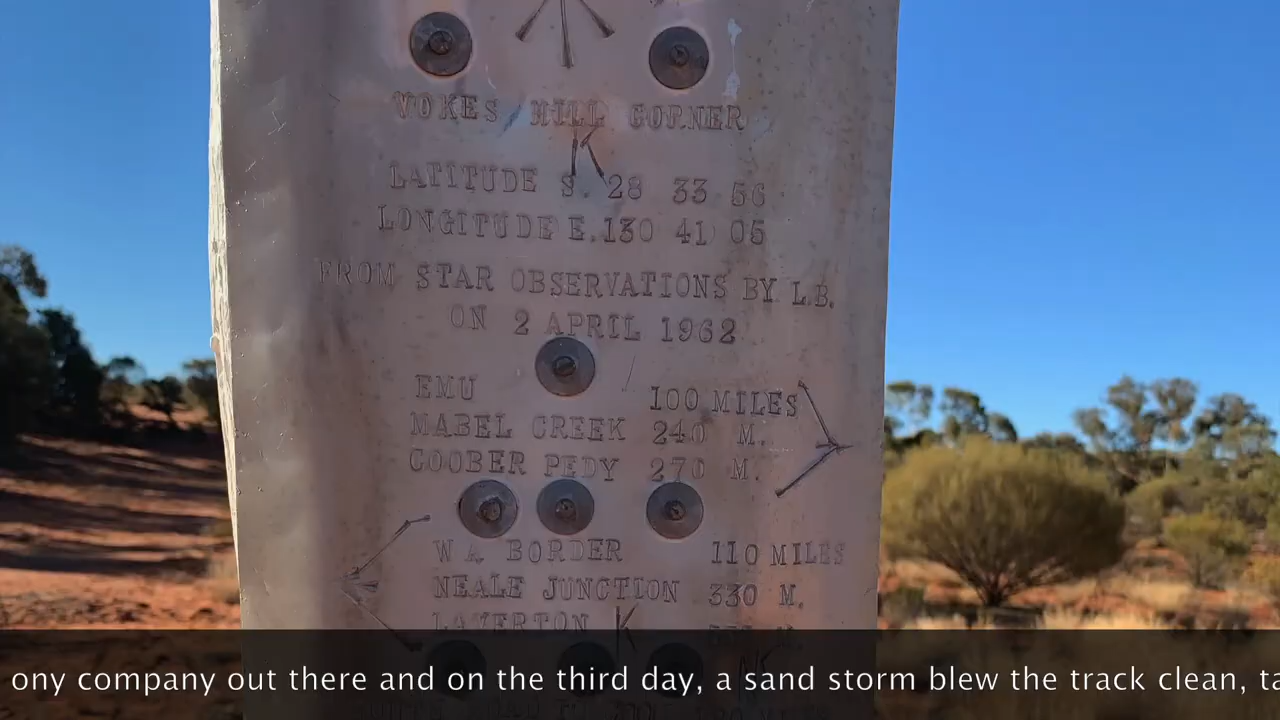 VOKES HILL CORNER
LATITUDE S. 28 33 56
LONGITUDE E.130 41 05
FROM STAR OBSERVATIONS BY L.B.
ON 2 APRIL 1962
EMU 100 MILES
MABEL CREEK 240 M.
COOBER PEDY 270 M.
W A BORDER 110 MILES
NEALE JUNCTION 330 M.
LAVERTON
ony company out there and on the third day, a sand storm blew the track clean, ta